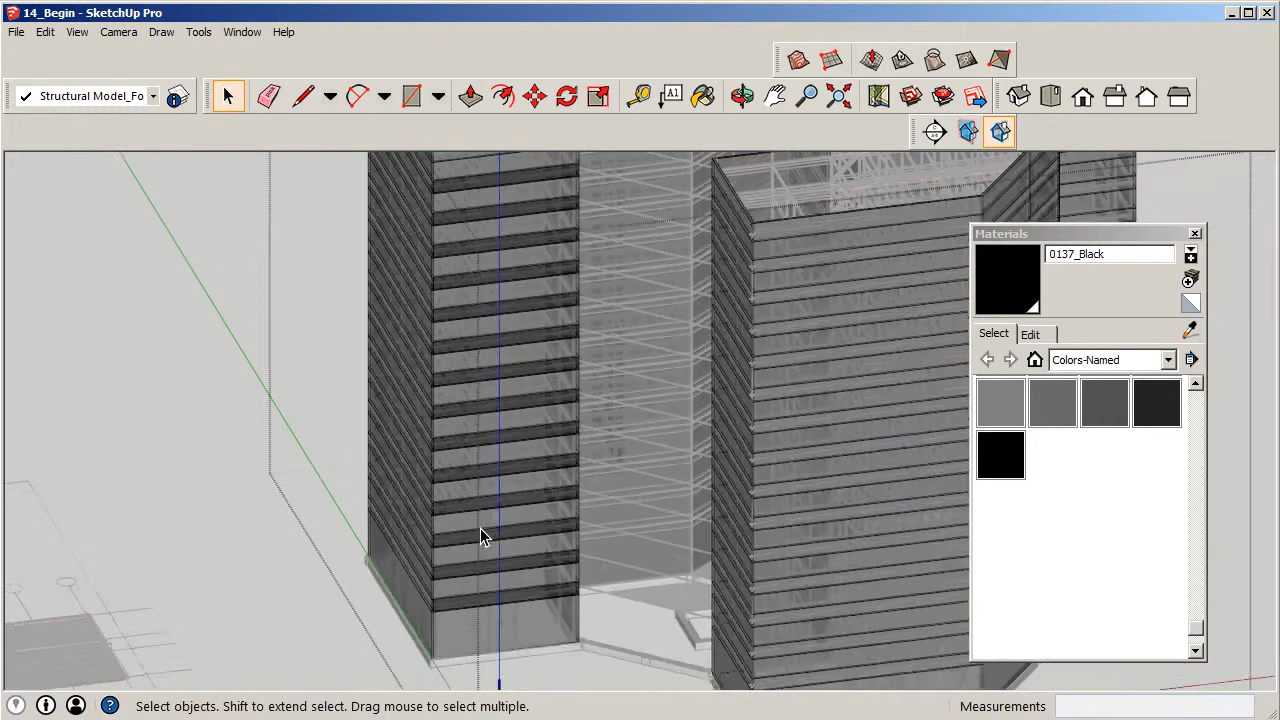 14_Begin - SketchUp Pro
File Edit View Camera Draw Tools Window Help
Structural Model_Fo
A1
Materials
0137_Black
Select Edit
Colors-Named
Select objects. Shift to extend select. Drag mouse to select multiple.
Measurements